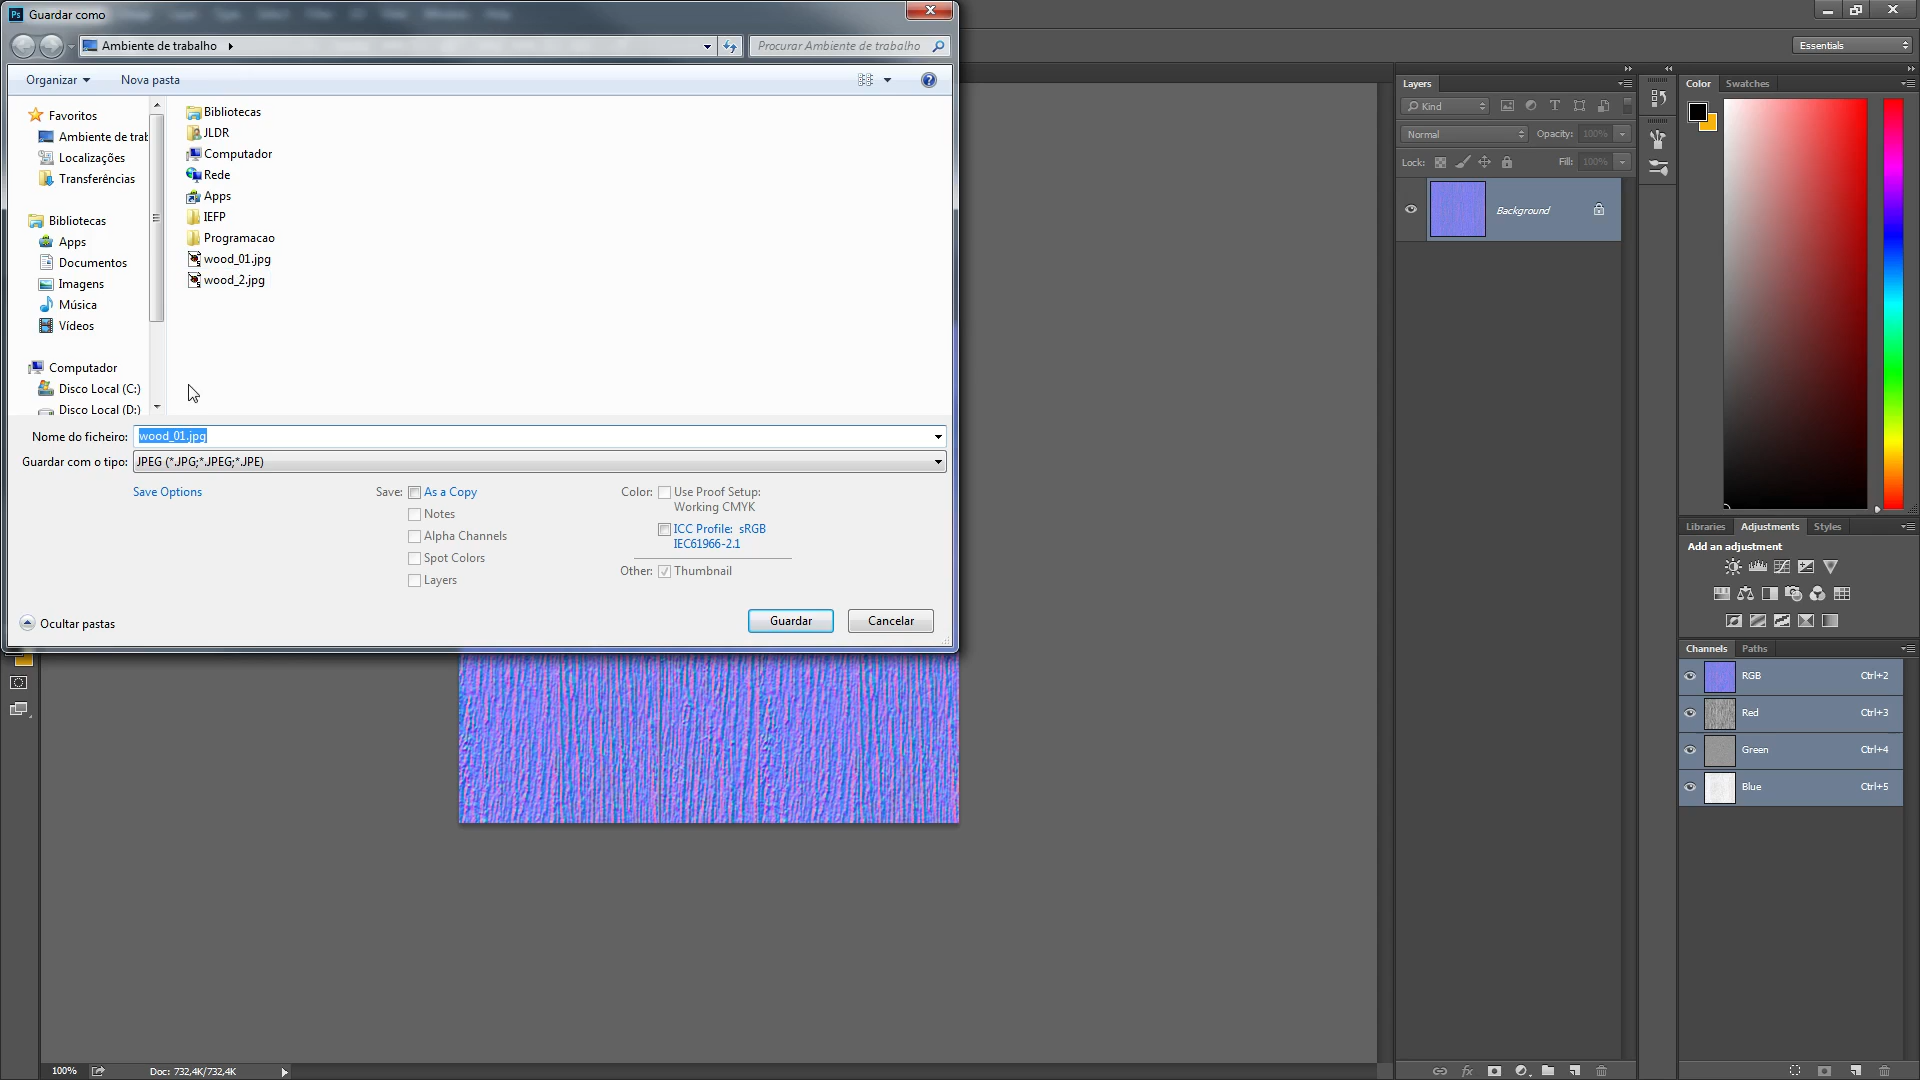 Guardar como
Ambiente de trabalho
Procurar Ambiente de trabalho
Organizar
Nova pasta
Favoritos
Ambiente de trab
Localizações
Transferências
Bibliotecas
Apps
Documentos
Imagens
Música
Vídeos
Computador
Disco Local (C:)
Disco Local (D:)
Bibliotecas
JLDR
Computador
Rede
Apps
IEFP
Programacao
wood_01.jpg
wood_2.jpg
Nome do ficheiro: wood_01.jpg
Guardar com o tipo: JPEG (*.JPG;*.JPEG;*.JPE)
Save Options
Save: As a Copy
Notes
Alpha Channels
Spot Colors
Layers
Color: Use Proof Setup:
Working CMYK
ICC Profile: sRGB
IEC61966-2.1
Other: Thumbnail
Ocultar pastas
Guardar
Cancelar
100%
Doc: 732,4K/732,4K
Essentials
Layers
Kind
Normal
Opacity: 100%
Lock:
Fill: 100%
Background
Color
Swatches
Libraries
Adjustments
Styles
Add an adjustment
Channels
Paths
RGB Ctrl+2
Red Ctrl+3
Green Ctrl+4
Blue Ctrl+5